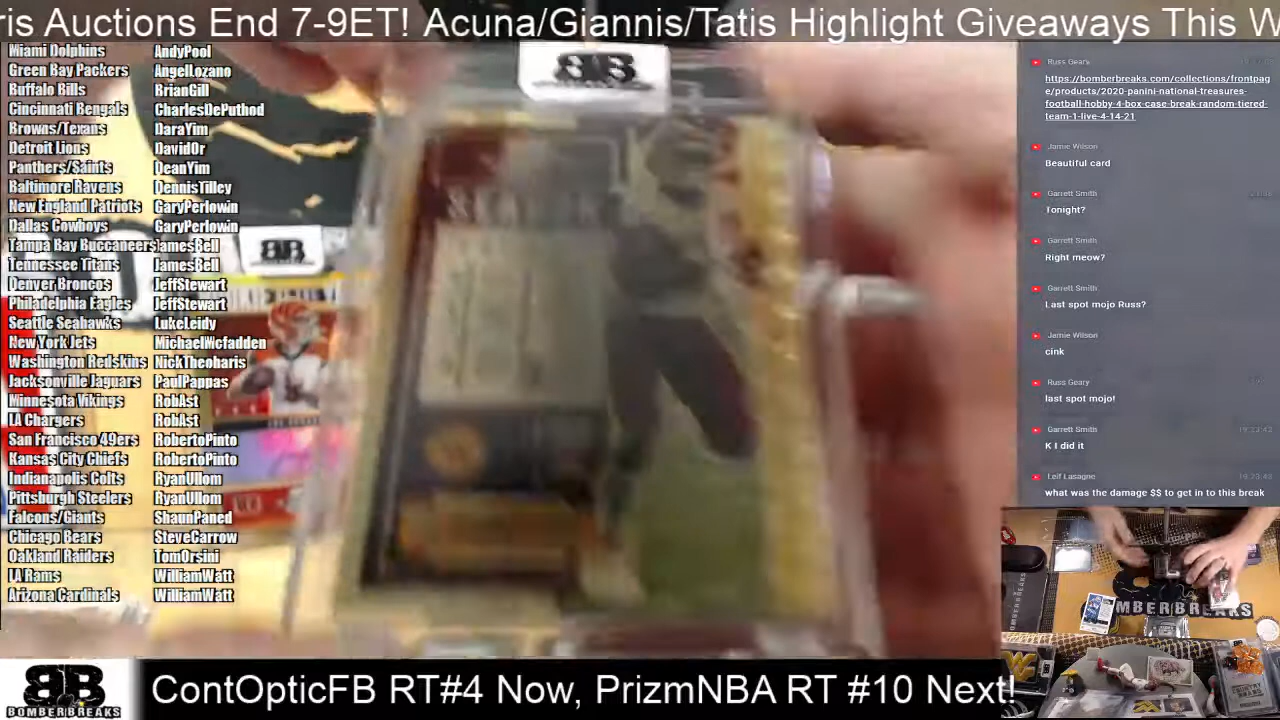 ris Auctions End 7-9ET! Acuna/Giannis/Tatis Highlight Giveaways This W
Miami Dolphins AndyPool
Green Bay Packers AngelLozano
Buffalo Bills BrianGill
Cincinnati Bengals CharlesDePuthod
Browns/Texans DaraYim
Detroit Lions DavidOr
Panthers/Saints DeanYim
Baltimore Ravens DennisTilley
New England Patriots GaryPerlowin
Dallas Cowboys GaryPerlowin
Tampa Bay Buccaneers JamesBell
Tennessee Titans JamesBell
Denver Broncos JeffStewart
Philadelphia Eagles JeffStewart
Seattle Seahawks LukeLeidy
New York Jets MichaelMcfadden
Washington Redskins NickTheoharis
Jacksonville Jaguars PaulPappas
Minnesota Vikings RobAst
LA Chargers RobAst
San Francisco 49ers RobertoPinto
Kansas City Chiefs RobertoPinto
Indianapolis Colts RyanUllom
Pittsburgh Steelers RyanUllom
Falcons/Giants ShaunPaned
Chicago Bears SteveCarrow
Oakland Raiders TomOrsini
LA Rams WilliamWatt
Arizona Cardinals WilliamWatt
Russ Geary
https://bomberbreaks.com/collections/frontpag
e/products/2020-panini-national-treasures-
football-hobby-4-box-case-break-random-tiered-
team-1-live-4-14-21
Jamie Wilson
Beautiful card
Garrett Smith
Tonight?
Garrett Smith
Right meow?
Garrett Smith
Last spot mojo Russ?
Jamie Wilson
cink
Russ Geary
last spot mojo!
Garrett Smith 19:23:42
K I did it
Leif Lasagne 19:23:43
what was the damage $$ to get in to this break
MBERBREAKS
BB
BOMBERBREAKS
ContOpticFB RT#4 Now, PrizmNBA RT #10 Next!